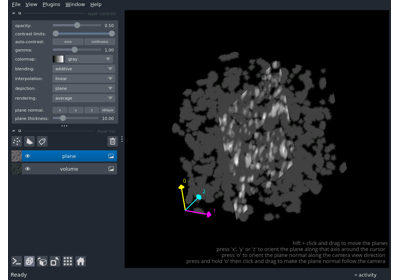 File View Plugins Window Help
opacity: 0.50
contrast limits:
auto-contrast: once continuous
gamma: 1.00
colormap: gray
blending: additive
interpolation: linear
depiction: plane
rendering: average
plane normal: x y z oblique
plane thickness: 10.00
plane
volume
0
2
shift + click and drag to move the planes
press 'x', 'y' or 'z' to orient the plane along that axis around the cursor
press 'o' to orient the plane normal along the camera view direction
press and hold 'o' then click and drag to make the plane normal follow the camera
Ready
activity